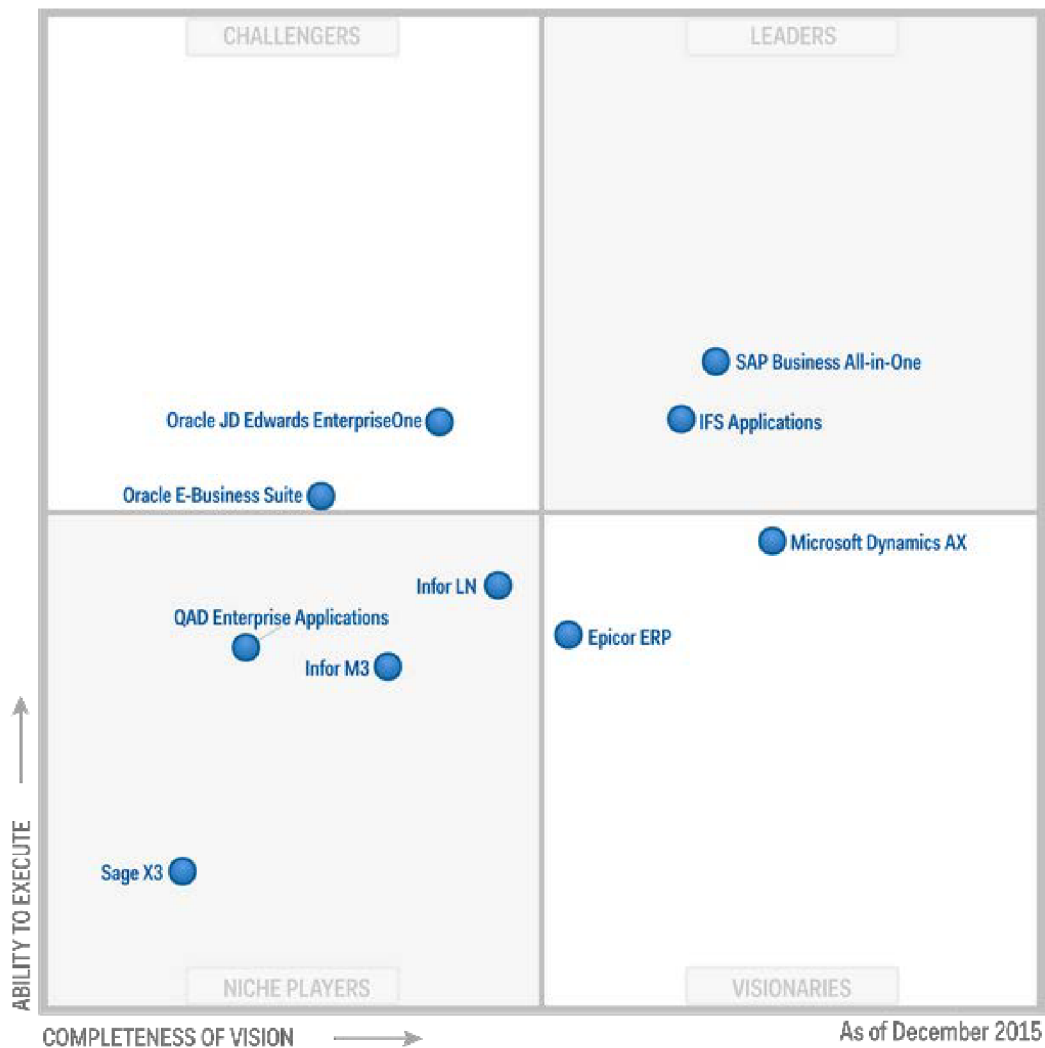 CHALLENGERS
LEADERS
SAP Business All-in-One
Oracle JD Edwards EnterpriseOne
IFS Applications
Oracle E-Business Suite
Microsoft Dynamics AX
Infor LN
QAD Enterprise Applications
Epicor ERP
Infor M3
Sage X3
ABILITY TO EXECUTE
NICHE PLAYERS
VISIONARIES
COMPLETENESS OF VISION
As of December 2015